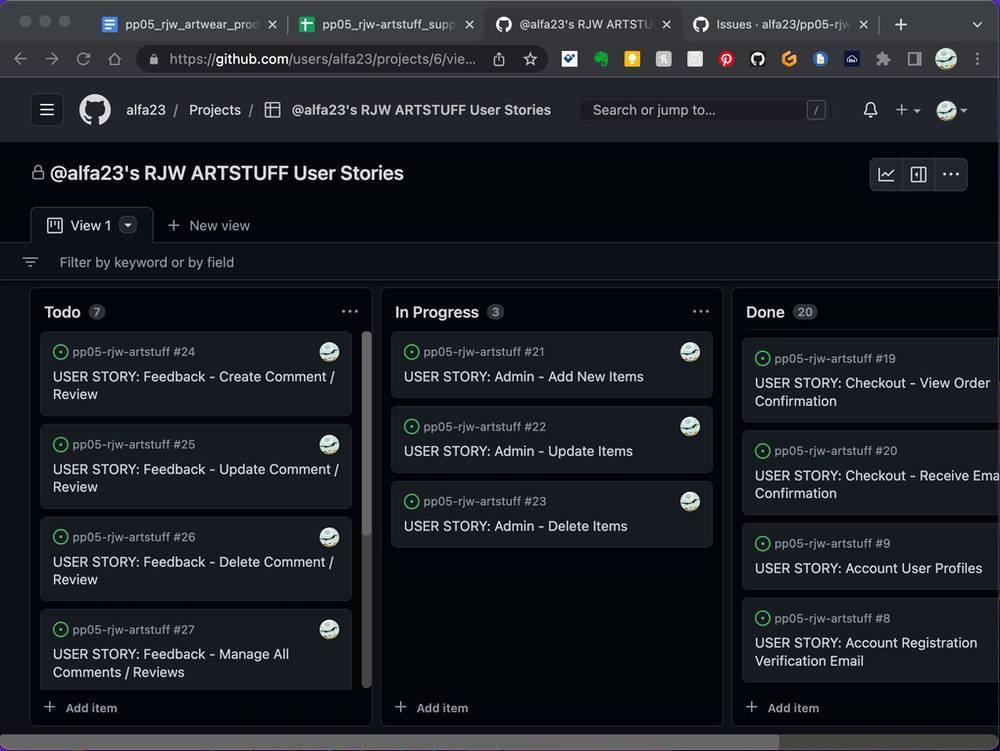 pp05_rjw_artwear_prod
pp05_rjw-artstuff_supp
@alfa23's RJW ARTSTU
Issues · alfa23/pp05-rjw
https://github.com/users/alfa23/projects/6/vie...
alfa23 / Projects / @alfa23's RJW ARTSTUFF User Stories
Search or jump to... /
@alfa23's RJW ARTSTUFF User Stories
View 1
New view
Filter by keyword or by field
Todo 7
pp05-rjw-artstuff #24
USER STORY: Feedback - Create Comment /
Review
pp05-rjw-artstuff #25
USER STORY: Feedback - Update Comment /
Review
pp05-rjw-artstuff #26
USER STORY: Feedback - Delete Comment /
Review
pp05-rjw-artstuff #27
USER STORY: Feedback - Manage All
Comments / Reviews
Add item
In Progress 3
pp05-rjw-artstuff #21
USER STORY: Admin - Add New Items
pp05-rjw-artstuff #22
USER STORY: Admin - Update Items
pp05-rjw-artstuff #23
USER STORY: Admin - Delete Items
Add item
Done 20
pp05-rjw-artstuff #19
USER STORY: Checkout - View Order
Confirmation
pp05-rjw-artstuff #20
USER STORY: Checkout - Receive Ema
Confirmation
pp05-rjw-artstuff #9
USER STORY: Account User Profiles
pp05-rjw-artstuff #8
USER STORY: Account Registration
Verification Email
Add item